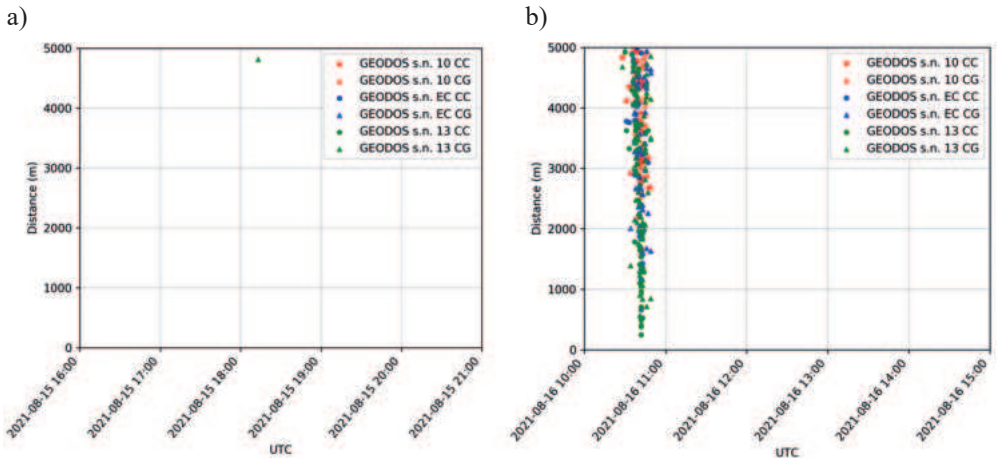 a)
5000
4000
3000
2000
1000
0
Distance (m)
GEODOS s.n. 10 CC
GEODOS s.n. 10 CG
GEODOS s.n. EC CC
GEODOS s.n. EC CG
GEODOS s.n. 13 CC
GEODOS s.n. 13 CG
2021-08-15 16:00
2021-08-15 17:00
2021-08-15 18:00
2021-08-15 19:00
2021-08-15 20:00
2021-08-15 21:00
UTC
b)
5000
4000
3000
2000
1000
0
Distance (m)
GEODOS s.n. 10 CC
GEODOS s.n. 10 CG
GEODOS s.n. EC CC
GEODOS s.n. EC CG
GEODOS s.n. 13 CC
GEODOS s.n. 13 CG
2021-08-16 10:00
2021-08-16 11:00
2021-08-16 12:00
2021-08-16 13:00
2021-08-16 14:00
2021-08-16 15:00
UTC